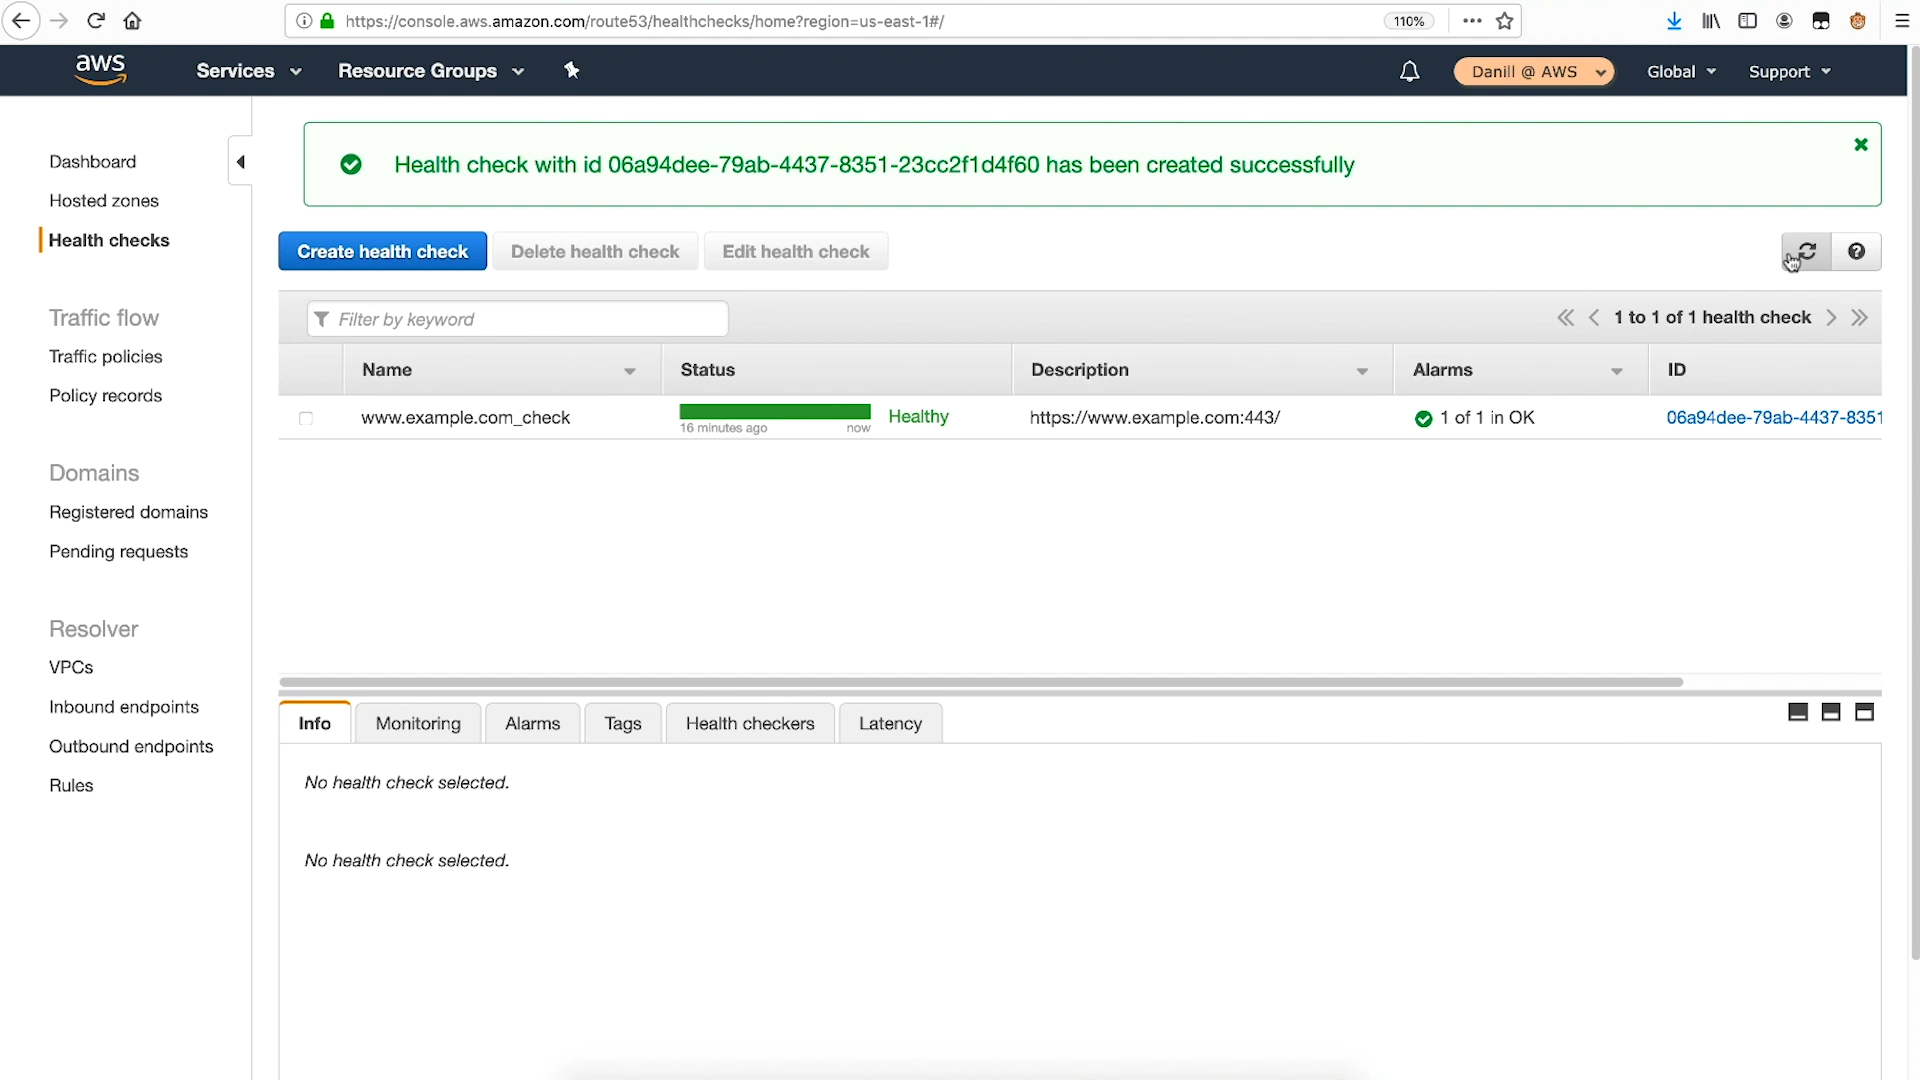 https://console.aws.amazon.com/route53/healthchecks/home?region=us-east-1#/
110%
aws
Services
Resource Groups
Danill @ AWS
Global
Support
Dashboard
Hosted zones
Health checks
Traffic flow
Traffic policies
Policy records
Domains
Registered domains
Pending requests
Resolver
VPCs
Inbound endpoints
Outbound endpoints
Rules
Health check with id 06a94dee-79ab-4437-8351-23cc2f1d4f60 has been created successfully
Create health check
Delete health check
Edit health check
Filter by keyword
1 to 1 of 1 health check
Name
Status
Description
Alarms
ID
www.example.com_check
16 minutes ago
now
Healthy
https://www.example.com:443/
1 of 1 in OK
06a94dee-79ab-4437-8351
Info
Monitoring
Alarms
Tags
Health checkers
Latency
No health check selected.
No health check selected.